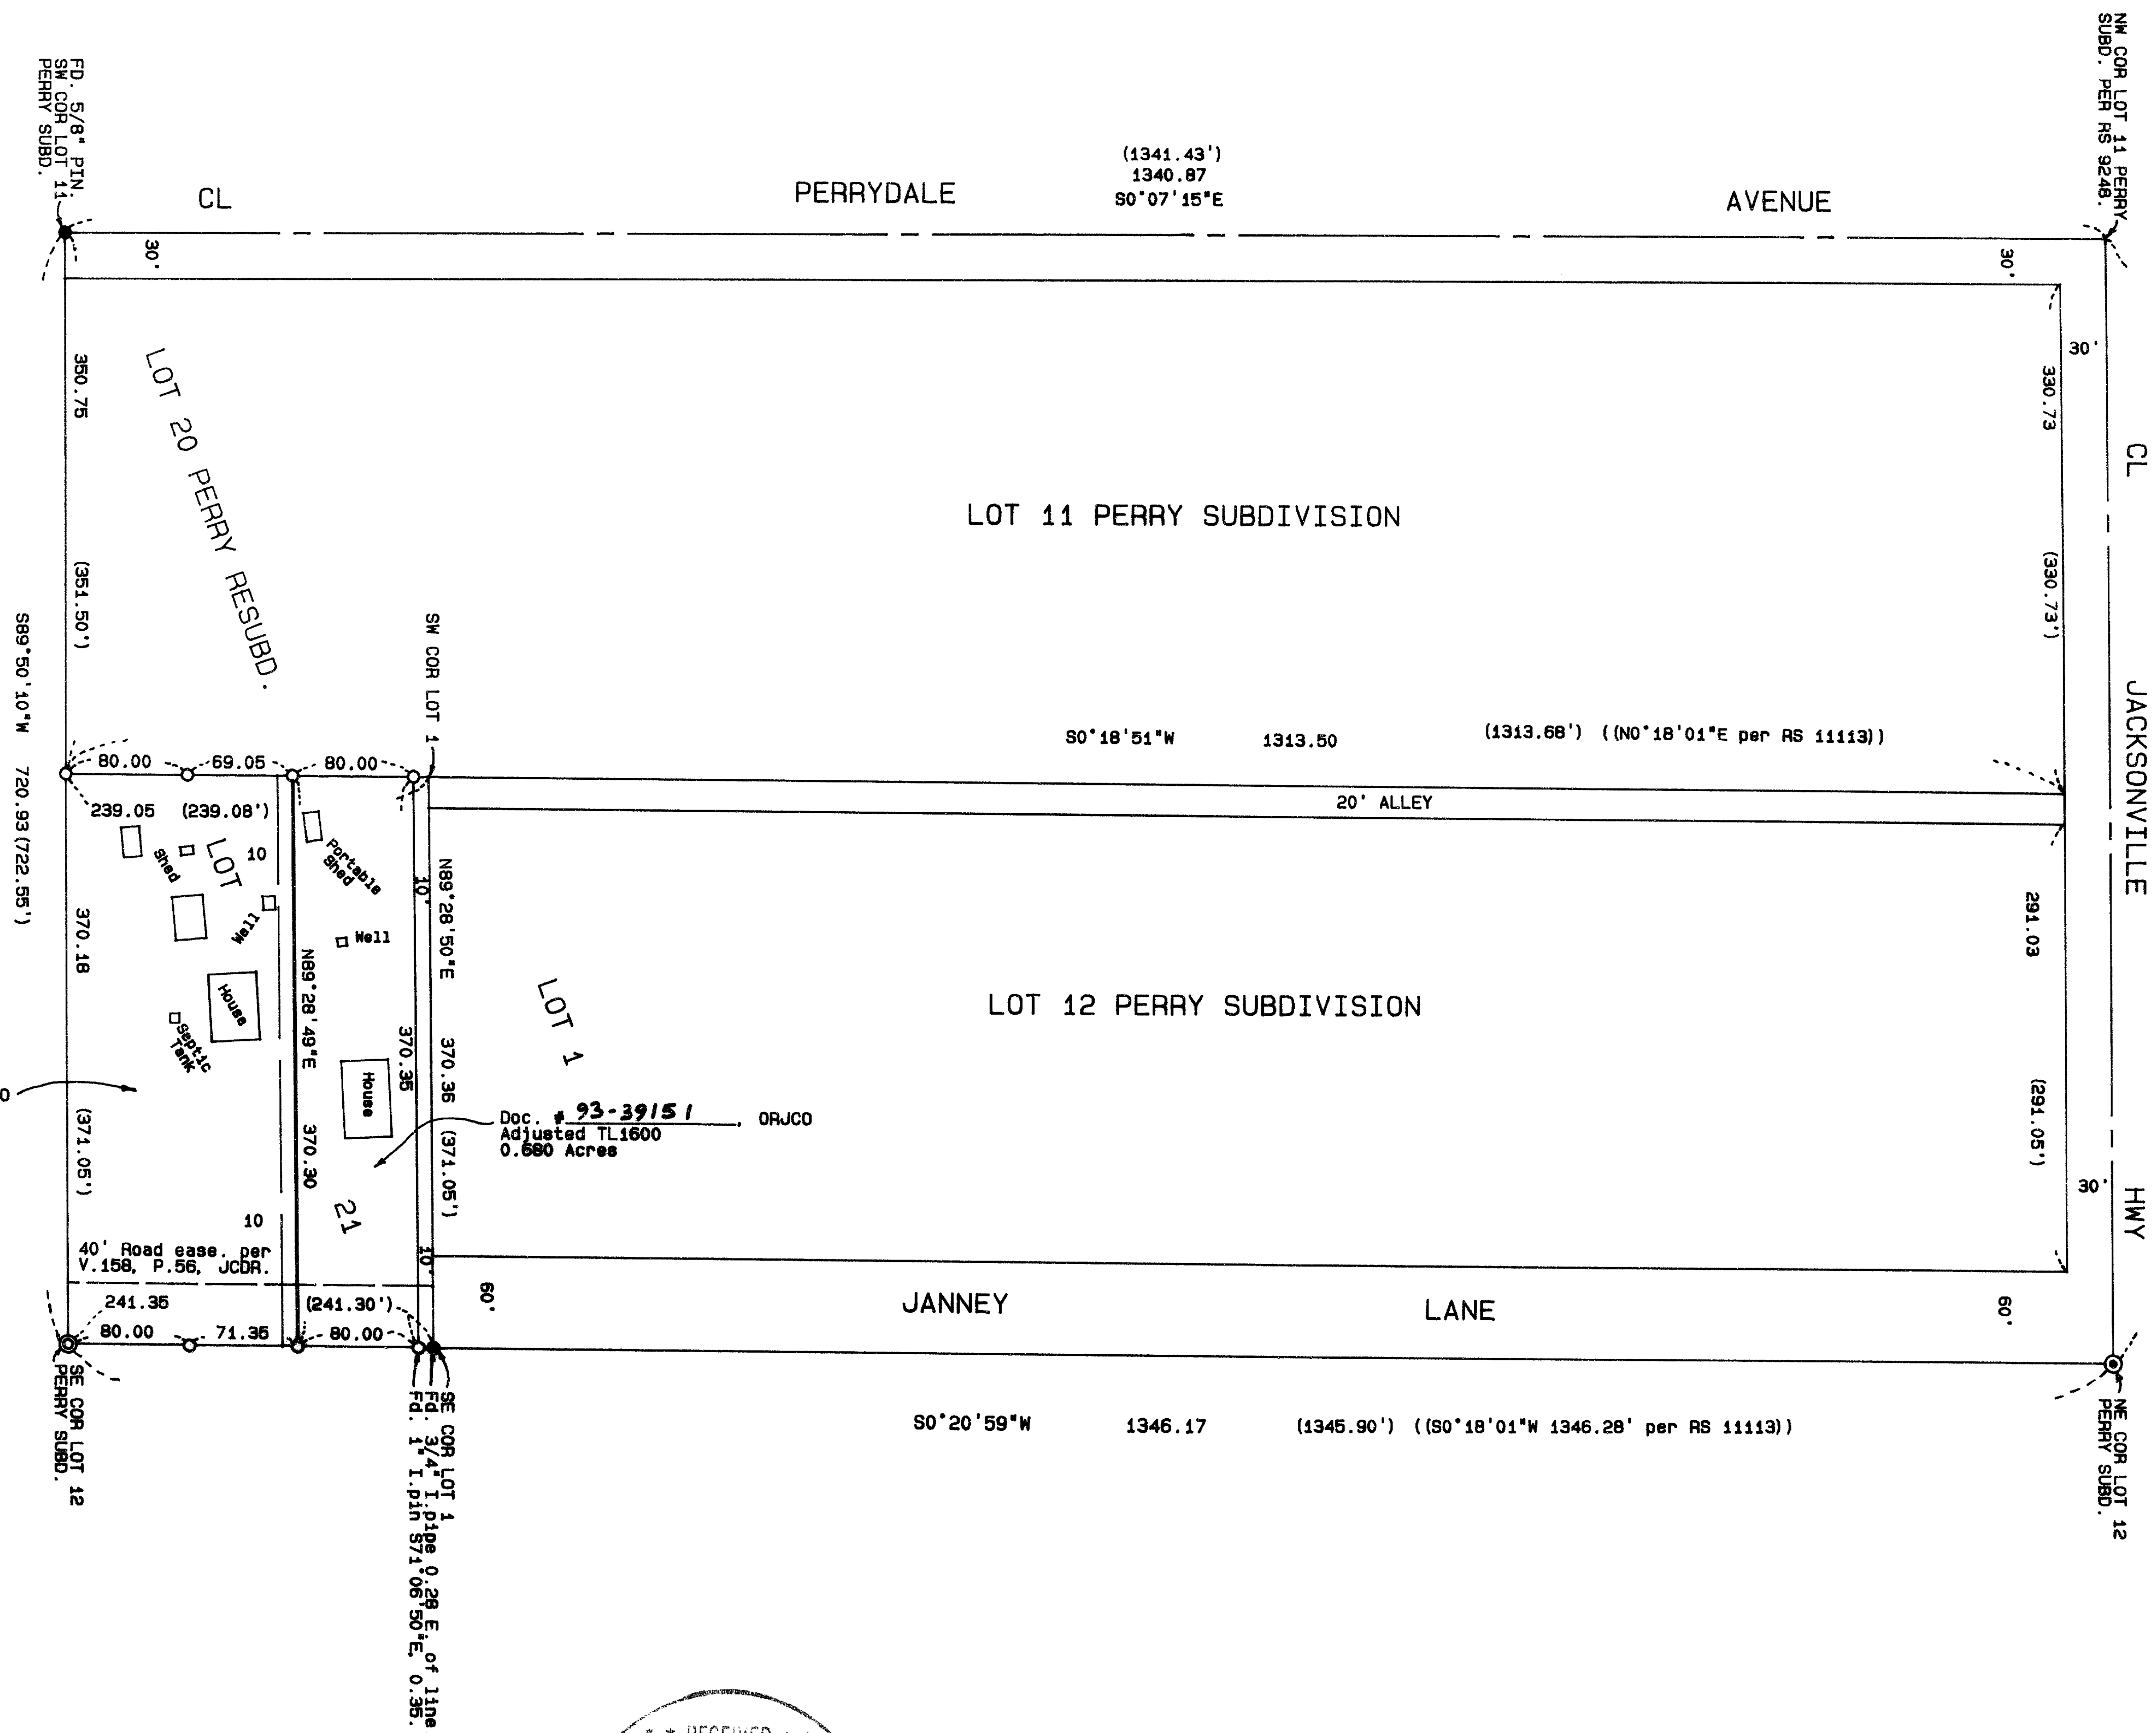 NW COR LOT 11 PERRY
SUBD. PER RS 9248.
FD. 5/8" PIN.
SW COR LOT 11
PERRY SUBD.
(1341.43')
1340.87
S0°07'15"E
CL
PERRYDALE
AVENUE
30'
30'
30'
CL
JACKSONVILLE
HWY
350.75
(351.50')
330.73
(330.73')
LOT 20 PERRY RESUBD.
LOT 11 PERRY SUBDIVISION
S89°50'10"W 720.93(722.55')
SW COR LOT 1
S0°18'51"W
1313.50
(1313.68') ((N0°18'01"E per RS 11113))
80.00
69.05
80.00
20' ALLEY
239.05
(239.08')
LOT
10
Shed
Portable
Shed
Well
Well
10'
N89°28'50"E
370.36
(371.05')
291.03
(291.05')
370.18
(371.05')
House
Septic
Tank
N89°28'49"E
370.30
370.35
House
LOT 1
LOT 12 PERRY SUBDIVISION
Doc. # 93-39151, ORJCO
Adjusted TL1600
0.680 Acres
21
10
10'
30'
40' Road ease. per
V.158, P.56, JCDR.
241.35
(241.30')
80.00
71.35
80.00
60'
JANNEY
LANE
60'
SE COR LOT 12
PERRY SUBD.
SE COR LOT 1
Fd. 3/4" I.pipe 0.28 E. of line
Fd. 1" I.pin S71°06'50"E, 0.35.
S0°20'59"W
1346.17
(1345.90') ((S0°18'01"W 1346.28' per RS 11113))
NE COR LOT 12
PERRY SUBD.
* * RECEIVED